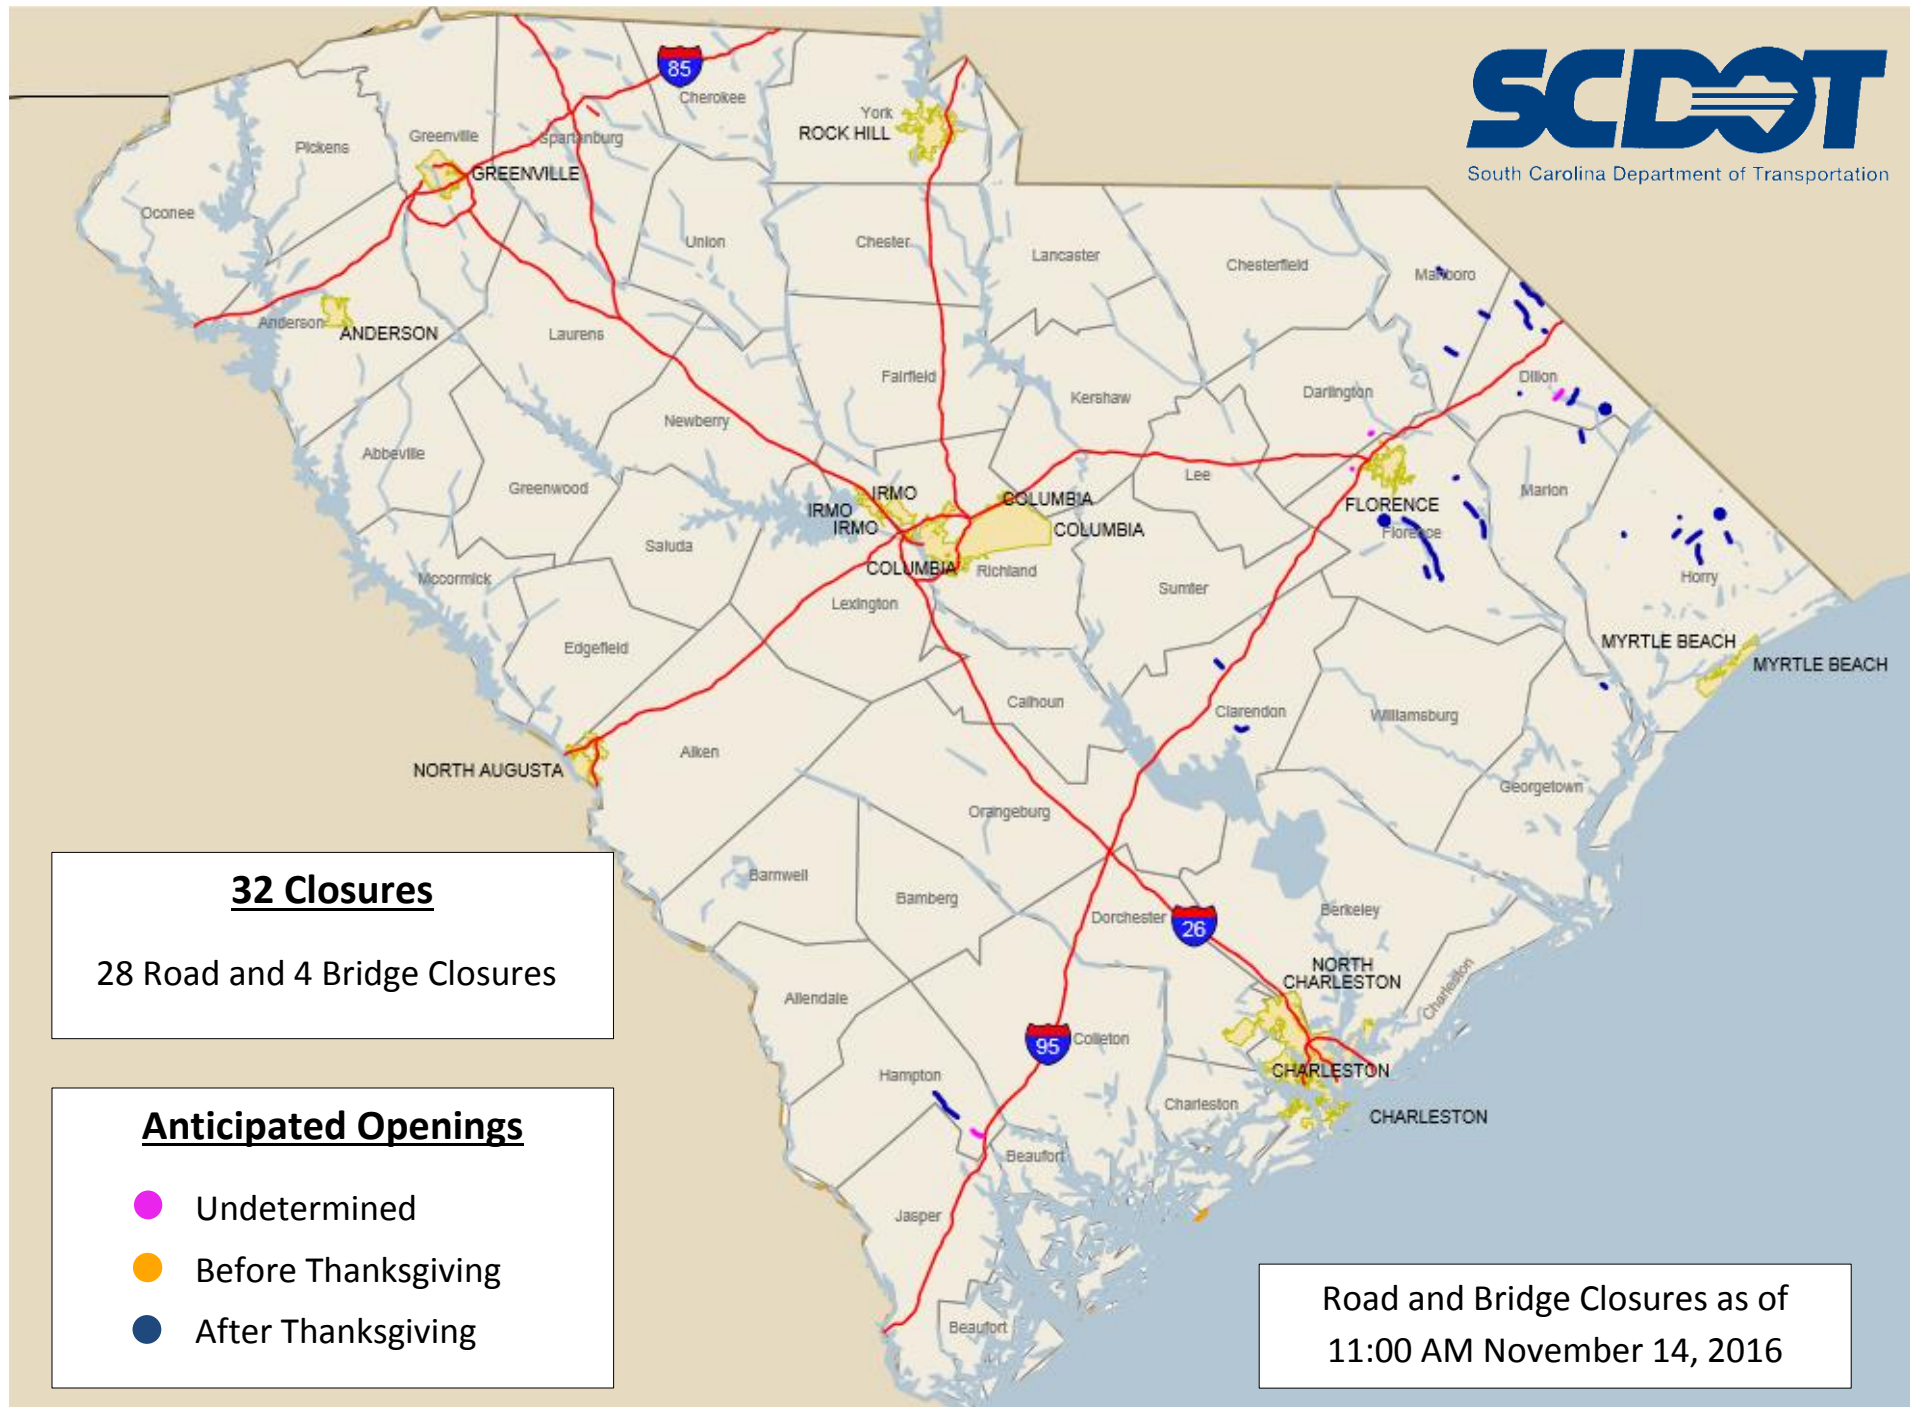 SCDOT
South Carolina Department of Transportation
85
Cherokee
York
ROCK HILL
Greenville
Spartanburg
Pickens
GREENVILLE
Oconee
Union
Chester
Lancaster
Chesterfield
Marlboro
Anderson
ANDERSON
Laurens
Fairfield
Kershaw
Darlington
Dillon
Newberry
Abbeville
Greenwood
Lee
Marion
IRMO
IRMO
IRMO
COLUMBIA
COLUMBIA
COLUMBIA
FLORENCE
Florence
Saluda
Richland
Mccormick
Lexington
Sumter
Horry
Edgefield
MYRTLE BEACH
MYRTLE BEACH
Calhoun
Clarendon
Williamsburg
Aiken
NORTH AUGUSTA
Orangeburg
Georgetown
Barnwell
Bamberg
Dorchester
26
Berkeley
NORTH
CHARLESTON
Charleston
Allendale
95
Colleton
Hampton
CHARLESTON
Charleston
CHARLESTON
Beaufort
Jasper
Beaufort
32 Closures
28 Road and 4 Bridge Closures
Anticipated Openings
Undetermined
Before Thanksgiving
After Thanksgiving
Road and Bridge Closures as of
11:00 AM November 14, 2016